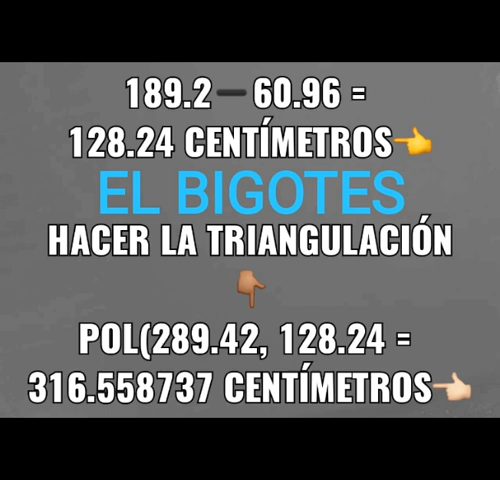 189.2➖60.96 =
128.24 CENTÍMETROS👈
EL BIGOTES
HACER LA TRIANGULACIÓN
👇🏽
POL(289.42, 128.24 =
316.558737 CENTÍMETROS👈🏻